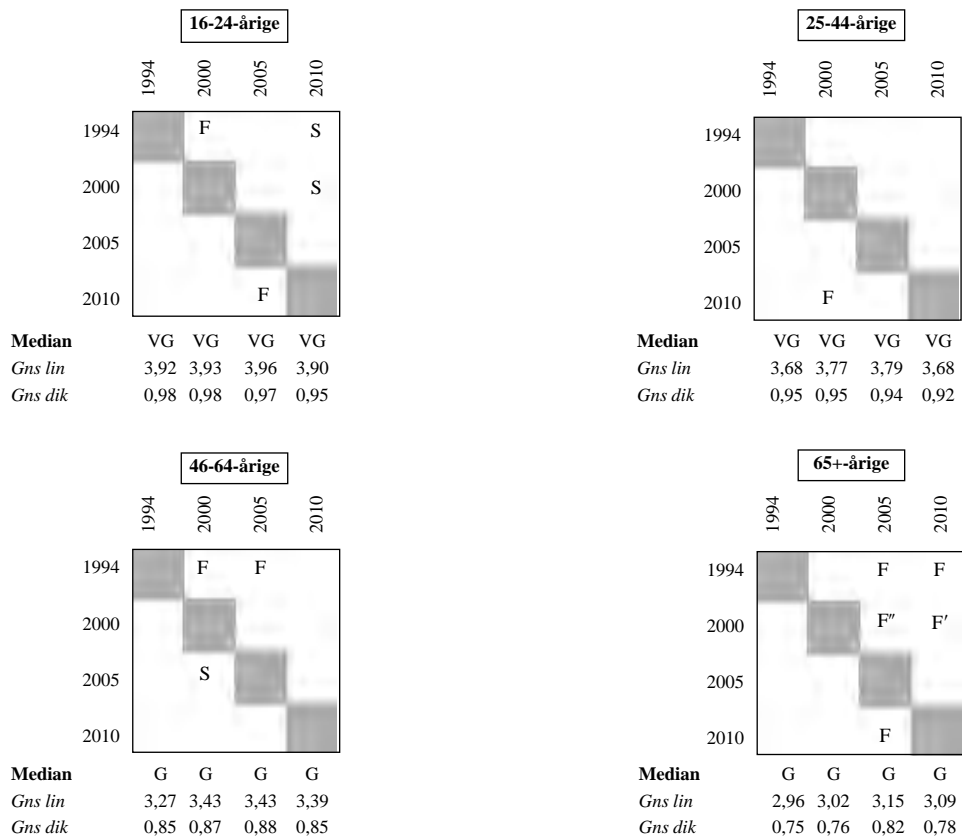 16-24-årige
1994 2000 2005 2010
1994 F S
2000 S
2005
2010 F
Median VG VG VG VG
Gns lin 3,92 3,93 3,96 3,90
Gns dik 0,98 0,98 0,97 0,95
25-44-årige
1994 2000 2005 2010
1994
2000
2005
2010 F
Median VG VG VG VG
Gns lin 3,68 3,77 3,79 3,68
Gns dik 0,95 0,95 0,94 0,92
46-64-årige
1994 2000 2005 2010
1994 F F
2000
2005 S
2010
Median G G G G
Gns lin 3,27 3,43 3,43 3,39
Gns dik 0,85 0,87 0,88 0,85
65+-årige
1994 2000 2005 2010
1994 F F
2000 F″ F′
2005
2010 F
Median G G G G
Gns lin 2,96 3,02 3,15 3,09
Gns dik 0,75 0,76 0,82 0,78